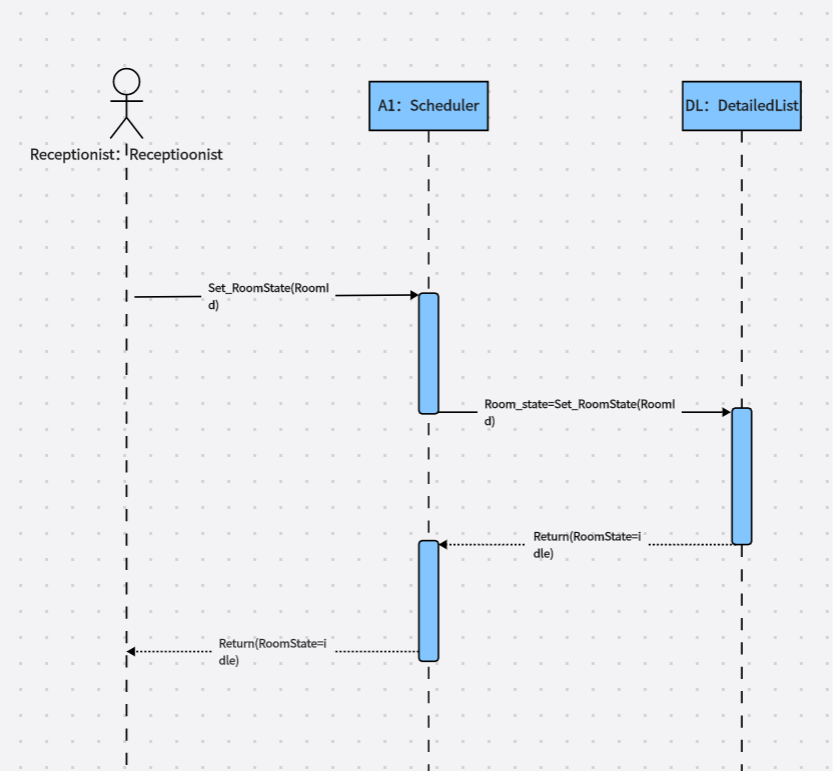 A1：Scheduler
DL：DetailedList
Receptionist：Receptioonist
Set_RoomState(RoomI
d)
Room_state=Set_RoomState(RoomI
d)
Return(RoomState=i
dle)
Return(RoomState=i
dle)